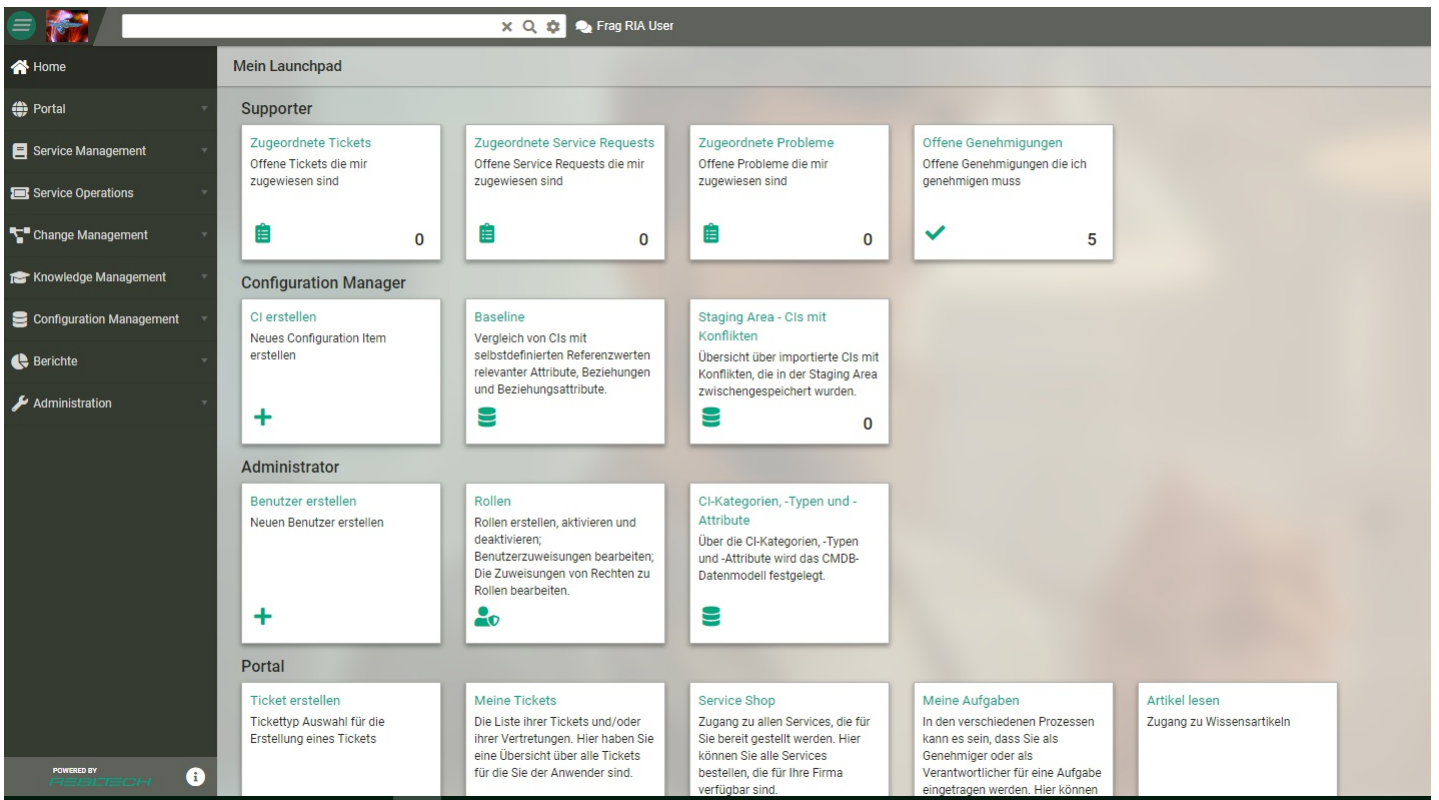 Frag RIA User
Home
Portal
Service Management
Service Operations
Change Management
Knowledge Management
Configuration Management
Berichte
Administration
POWERED BY
REALTECH
Mein Launchpad
Supporter
Zugeordnete Tickets
Offene Tickets die mir
zugewiesen sind
0
Zugeordnete Service Requests
Offene Service Requests die mir
zugewiesen sind
0
Zugeordnete Probleme
Offene Probleme die mir
zugewiesen sind
0
Offene Genehmigungen
Offene Genehmigungen die ich
genehmigen muss
5
Configuration Manager
CI erstellen
Neues Configuration Item
erstellen
Baseline
Vergleich von CIs mit
selbstdefinierten Referenzwerten
relevanter Attribute, Beziehungen
und Beziehungsattribute.
Staging Area - CIs mit
Konflikten
Übersicht über importierte CIs mit
Konflikten, die in der Staging Area
zwischengespeichert wurden.
0
Administrator
Benutzer erstellen
Neuen Benutzer erstellen
Rollen
Rollen erstellen, aktivieren und
deaktivieren;
Benutzerzuweisungen bearbeiten;
Die Zuweisungen von Rechten zu
Rollen bearbeiten.
CI-Kategorien, -Typen und -
Attribute
Über die CI-Kategorien, -Typen
und -Attribute wird das CMDB-
Datenmodell festgelegt.
Portal
Ticket erstellen
Tickettyp Auswahl für die
Erstellung eines Tickets
Meine Tickets
Die Liste ihrer Tickets und/oder
ihrer Vertretungen. Hier haben Sie
eine Übersicht über alle Tickets
für die Sie der Anwender sind.
Service Shop
Zugang zu allen Services, die für
Sie bereit gestellt werden. Hier
können Sie alle Services
bestellen, die für Ihre Firma
verfügbar sind.
Meine Aufgaben
In den verschiedenen Prozessen
kann es sein, dass Sie als
Genehmiger oder als
Verantwortlicher für eine Aufgabe
eingetragen werden. Hier können
Artikel lesen
Zugang zu Wissensartikeln